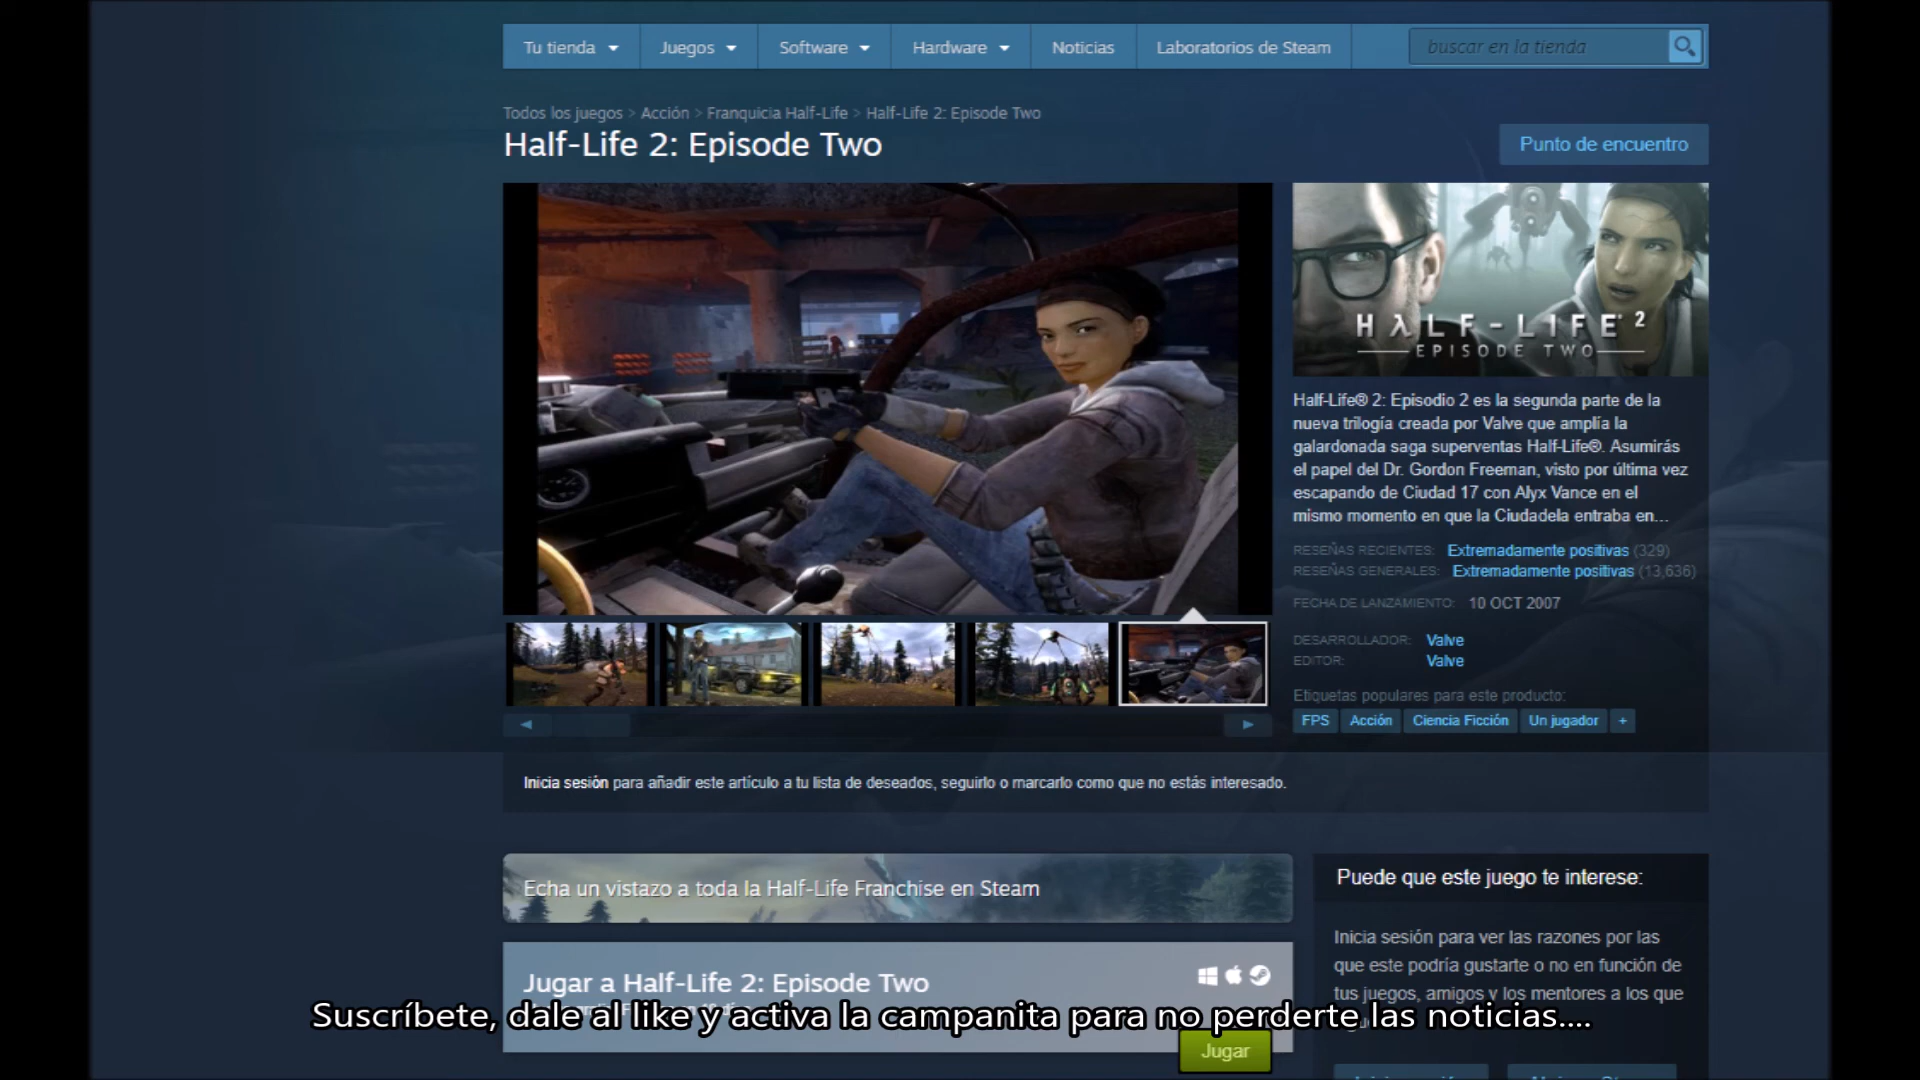 Tu tienda
Juegos
Software
Hardware
Noticias
Laboratorios de Steam
buscar en la tienda
Todos los juegos > Acción > Franquicia Half-Life > Half-Life 2: Episode Two
Half-Life 2: Episode Two
Punto de encuentro
HλLF-LIFE 2
EPISODE TWO
Half-Life® 2: Episodio 2 es la segunda parte de la
nueva trilogía creada por Valve que amplía la
galardonada saga superventas Half-Life®. Asumirás
el papel del Dr. Gordon Freeman, visto por última vez
escapando de Ciudad 17 con Alyx Vance en el
mismo momento en que la Ciudadela entraba en...
RESEÑAS RECIENTES: Extremadamente positivas (329)
RESEÑAS GENERALES: Extremadamente positivas (13,636)
FECHA DE LANZAMIENTO: 10 OCT 2007
DESARROLLADOR: Valve
EDITOR: Valve
Etiquetas populares para este producto:
FPS Acción Ciencia Ficción Un jugador +
Inicia sesión para añadir este artículo a tu lista de deseados, seguirlo o marcarlo como que no estás interesado.
Echa un vistazo a toda la Half-Life Franchise en Steam
Puede que este juego te interese:
Inicia sesión para ver las razones por las
que este podría gustarte o no en función de
tus juegos, amigos y los mentores a los que
Jugar a Half-Life 2: Episode Two
Suscríbete, dale al like y activa la campanita para no perderte las noticias....
Jugar